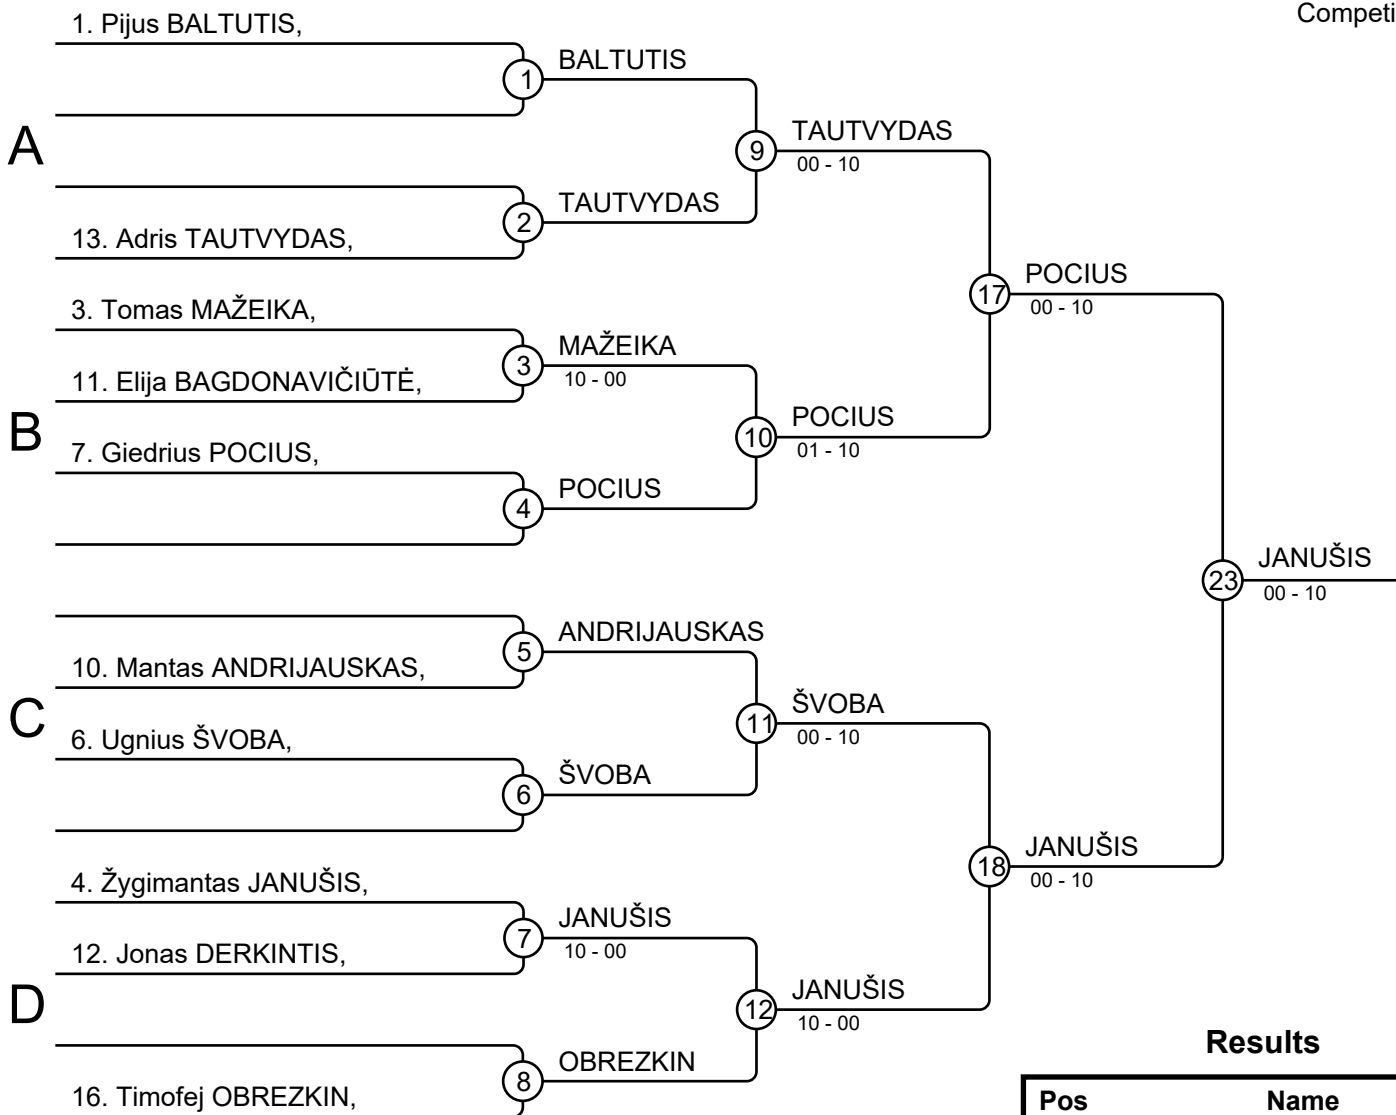 Competi
1. Pijus BALTUTIS,
1
BALTUTIS
A
9
TAUTVYDAS
00 - 10
2
TAUTVYDAS
13. Adris TAUTVYDAS,
17
POCIUS
00 - 10
3. Tomas MAŽEIKA,
3
MAŽEIKA
10 - 00
11. Elija BAGDONAVIČIŪTĖ,
B
10
POCIUS
01 - 10
7. Giedrius POCIUS,
4
POCIUS
23
JANUŠIS
00 - 10
5
ANDRIJAUSKAS
10. Mantas ANDRIJAUSKAS,
C
11
ŠVOBA
00 - 10
6. Ugnius ŠVOBA,
6
ŠVOBA
18
JANUŠIS
00 - 10
4. Žygimantas JANUŠIS,
7
JANUŠIS
10 - 00
12. Jonas DERKINTIS,
D
12
JANUŠIS
10 - 00
8
OBREZKIN
16. Timofej OBREZKIN,
Results
Pos Name